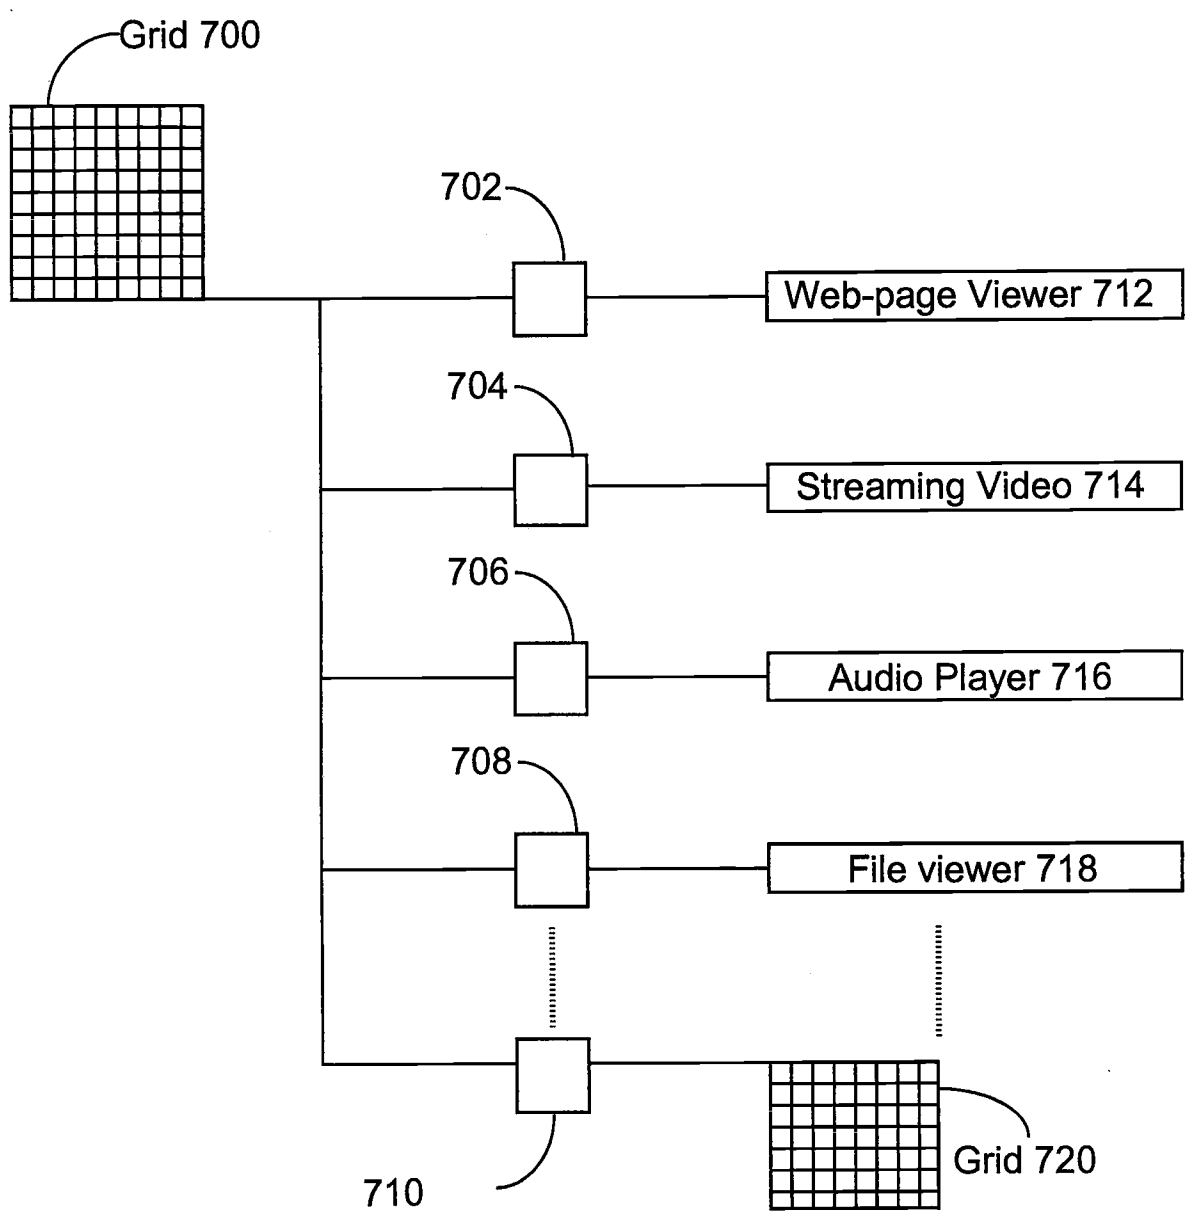 Grid 700
702
Web-page Viewer 712
704
Streaming Video 714
706
Audio Player 716
708
File viewer 718
Grid 720
710